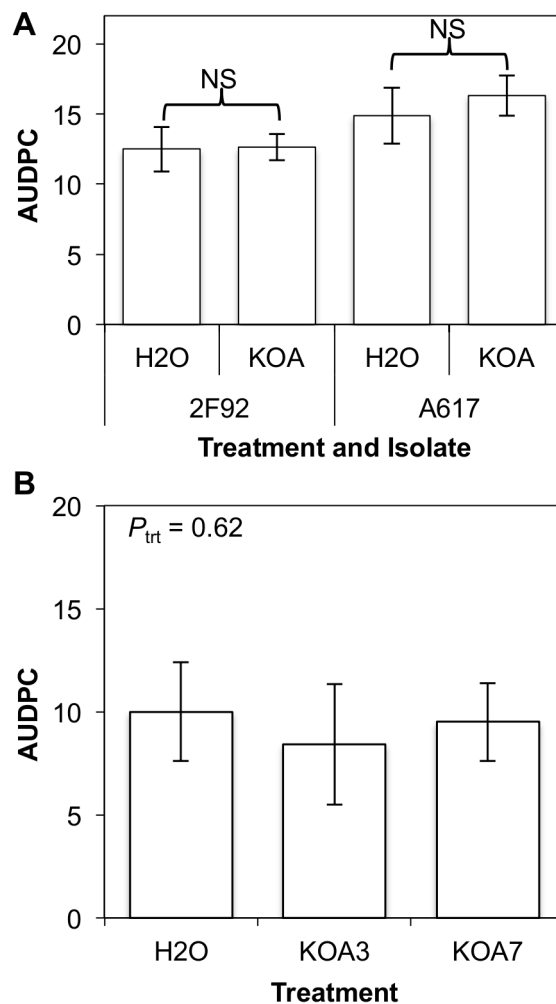 A
20
15
10
5
0
AUDPC
NS
NS
H2O KOA H2O KOA
2F92 A617
Treatment and Isolate
B
20
15
10
5
0
AUDPC
Ptrt = 0.62
H2O KOA3 KOA7
Treatment